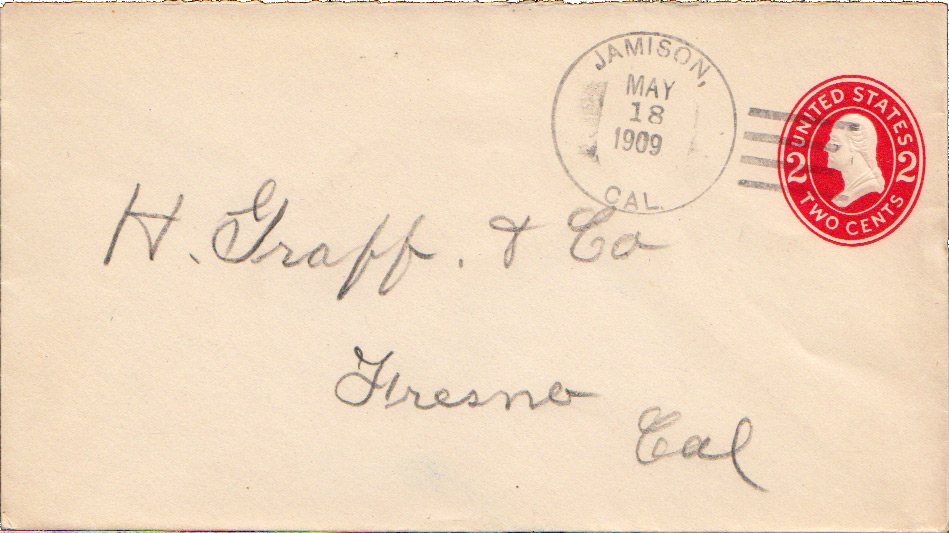 JAMISON,
MAY
18
1909
CAL.
UNITED STATES
2 2
TWO CENTS
H. Graff. & Co
Fresno
Cal